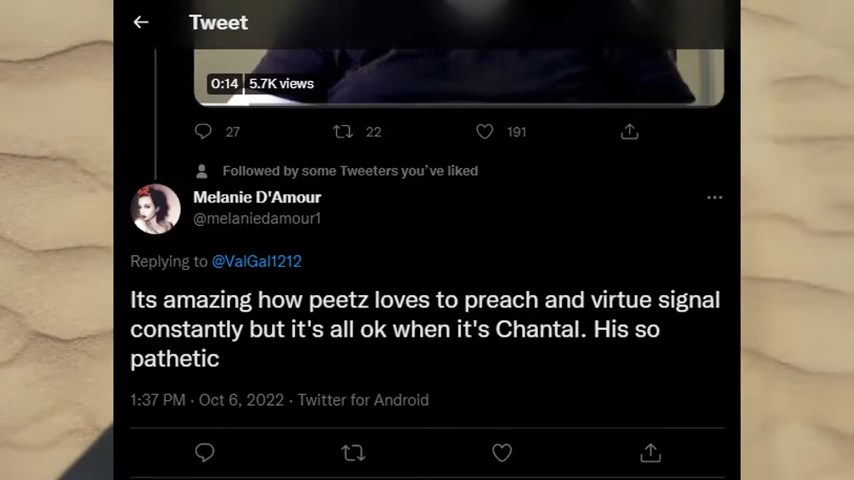 Tweet
0:14 5.7K views
27 22 191
Followed by some Tweeters you've liked
Melanie D'Amour
@melaniedamour1
Replying to @ValGal1212
Its amazing how peetz loves to preach and virtue signal
constantly but it's all ok when it's Chantal. His so
pathetic
1:37 PM · Oct 6, 2022 · Twitter for Android